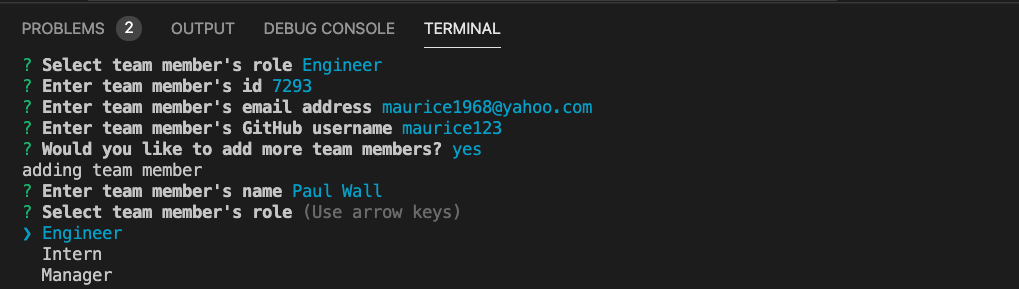 PROBLEMS 2 OUTPUT DEBUG CONSOLE TERMINAL
? Select team member's role Engineer
? Enter team member's id 7293
? Enter team member's email address maurice1968@yahoo.com
? Enter team member's GitHub username maurice123
? Would you like to add more team members? yes
adding team member
? Enter team member's name Paul Wall
? Select team member's role (Use arrow keys)
❯ Engineer
Intern
Manager